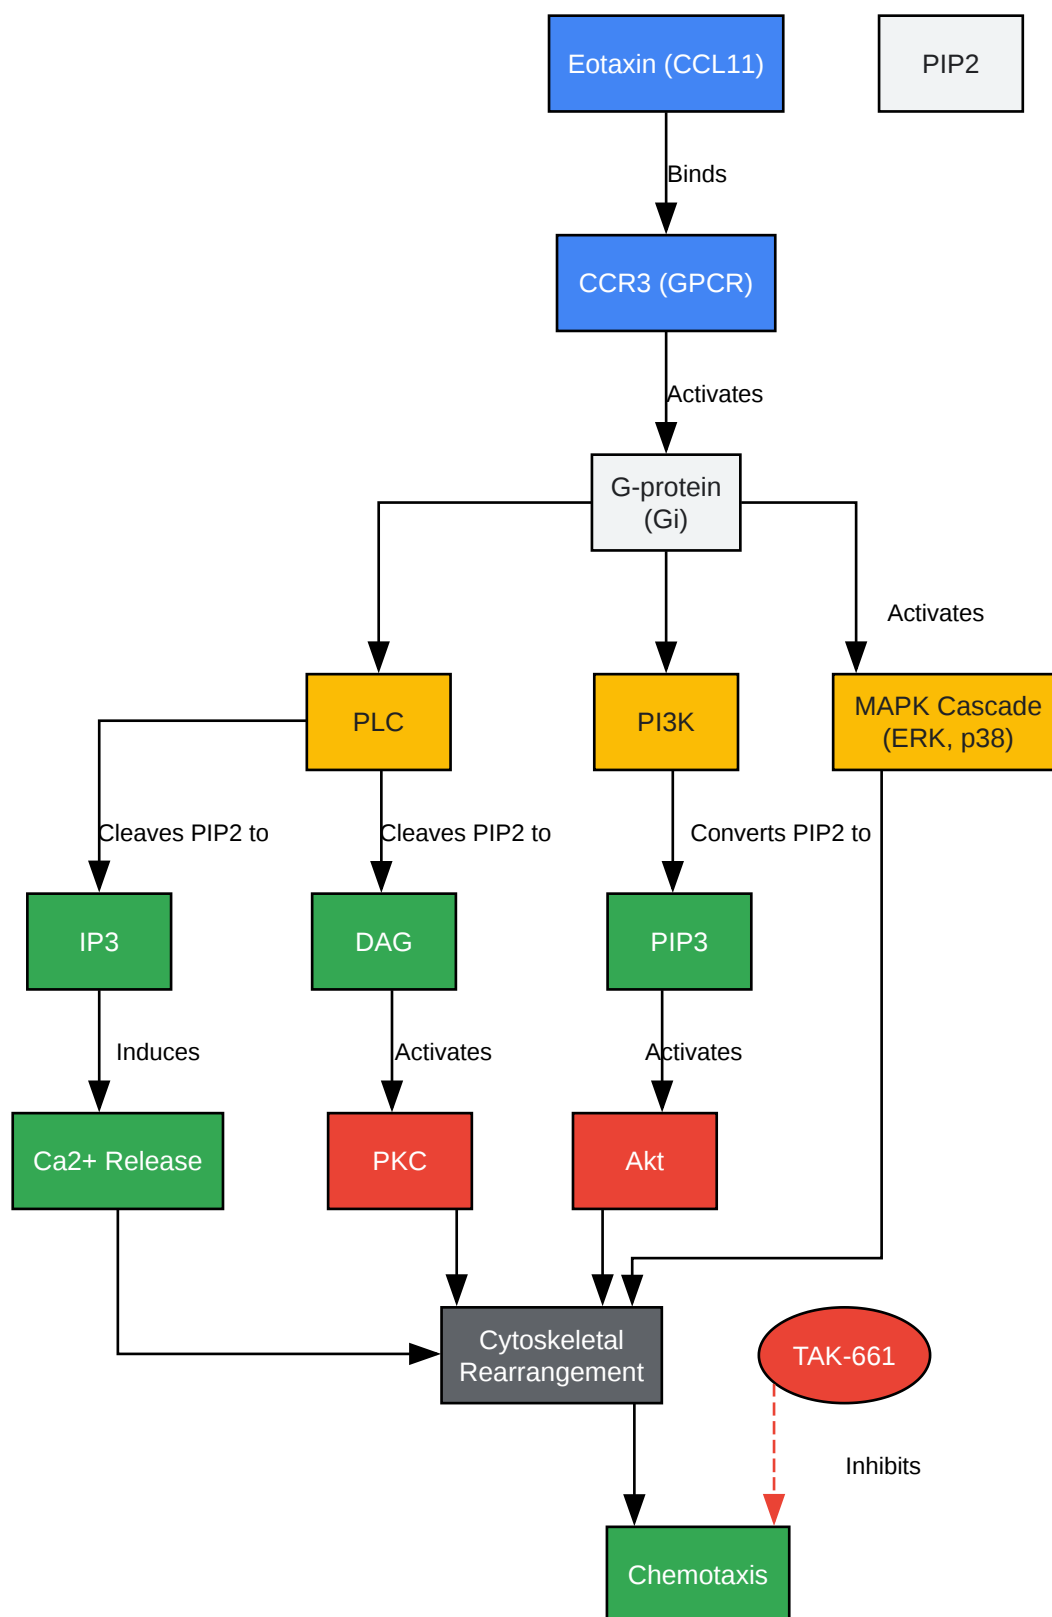 Eotaxin (CCL11)
PIP2
Binds
CCR3 (GPCR)
Activates
G-protein
(Gi)
Activates
PLC
PI3K
MAPK Cascade
(ERK, p38)
Cleaves PIP2 to
Cleaves PIP2 to
Converts PIP2 to
IP3
DAG
PIP3
Induces
Activates
Activates
Ca2+ Release
PKC
Akt
Cytoskeletal
Rearrangement
TAK-661
Inhibits
Chemotaxis